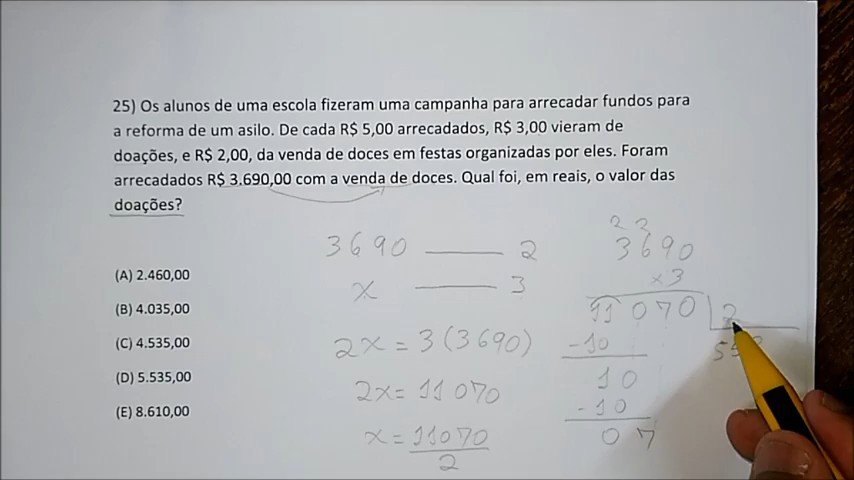 25) Os alunos de uma escola fizeram uma campanha para arrecadar fundos para
a reforma de um asilo. De cada R$ 5,00 arrecadados, R$ 3,00 vieram de
doações, e R$ 2,00, da venda de doces em festas organizadas por eles. Foram
arrecadados R$ 3.690,00 com a venda de doces. Qual foi, em reais, o valor das
doações?
(A) 2.460,00
(B) 4.035,00
(C) 4.535,00
(D) 5.535,00
(E) 8.610,00
3690 —— 2
x —— 3
2x = 3(3690)
2x = 11070
x = 11070
2
2 2
3690
x3
11070 2
-10
55
10
-10
07